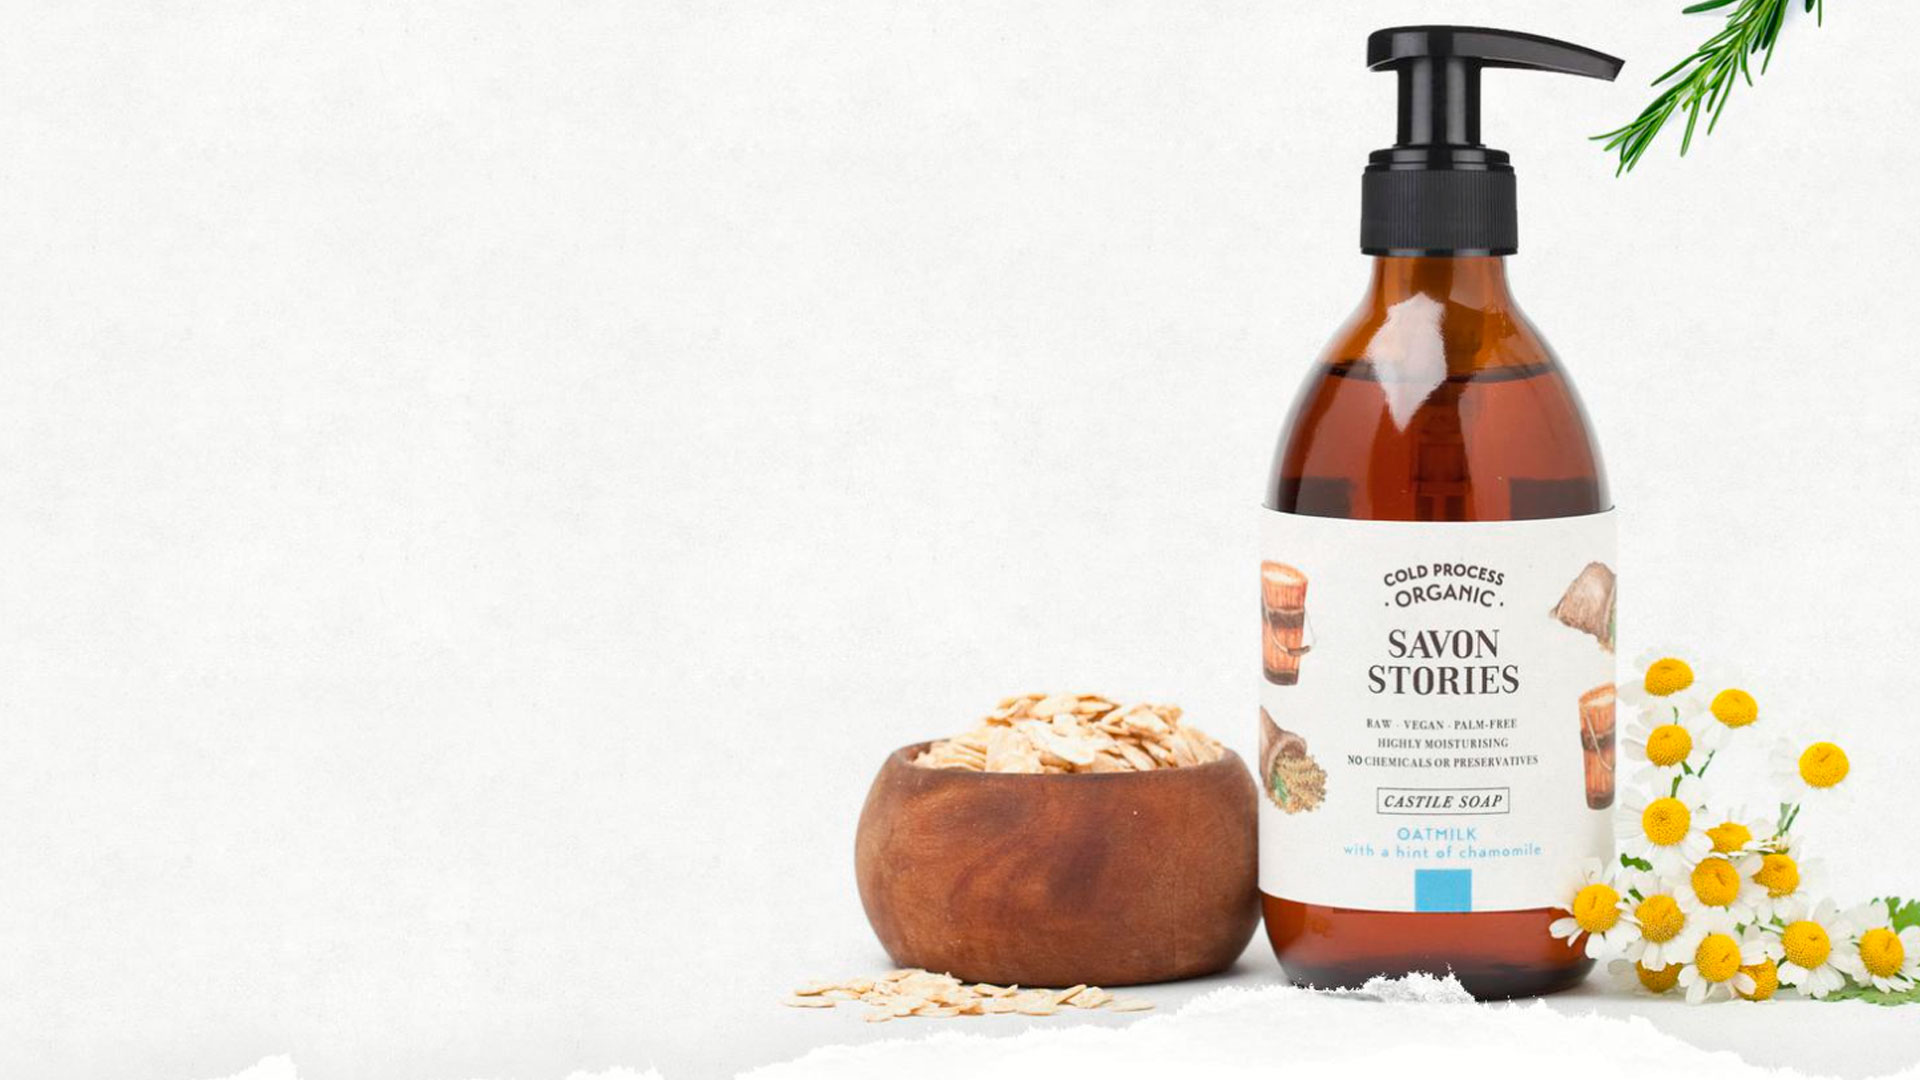 COLD PROCESS
· ORGANIC ·
SAVON
STORIES
RAW · VEGAN · PALM-FREE
HIGHLY MOISTURISING
NO CHEMICALS OR PRESERVATIVES
CASTILE SOAP
OATMILK
with a hint of chamomile